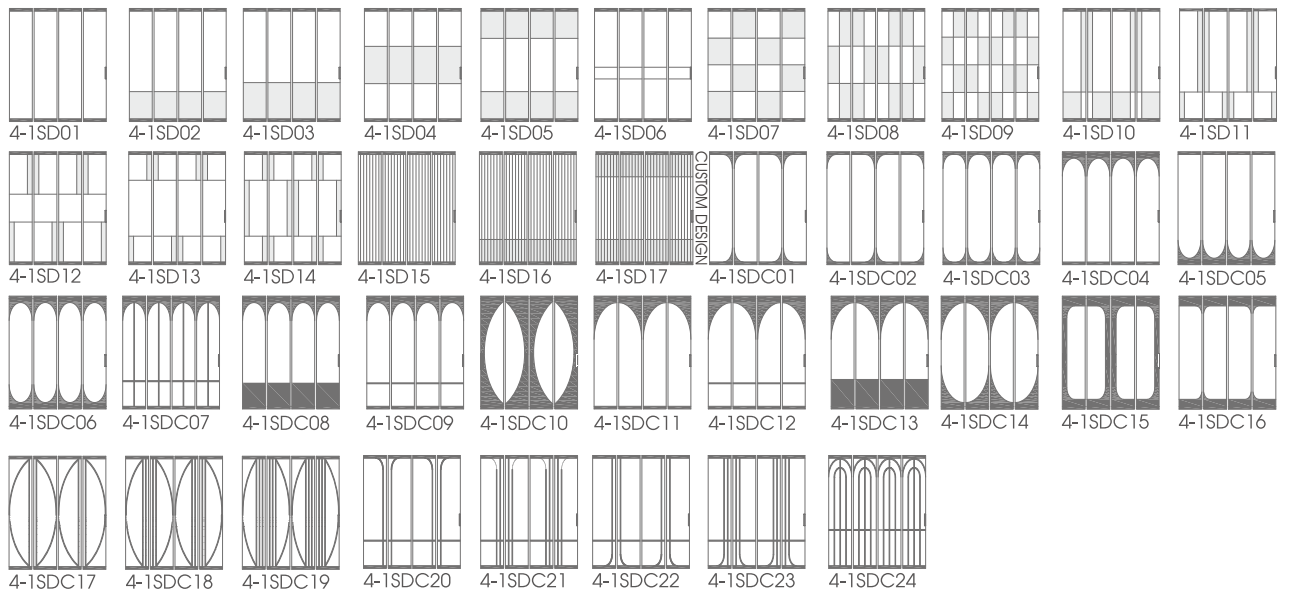 4-1SD01 4-1SD02 4-1SD03 4-1SD04 4-1SD05 4-1SD06 4-1SD07 4-1SD08 4-1SD09 4-1SD10 4-1SD11
4-1SD12 4-1SD13 4-1SD14 4-1SD15 4-1SD16 4-1SD17 CUSTOM DESIGN 4-1SDC01 4-1SDC02 4-1SDC03 4-1SDC04 4-1SDC05
4-1SDC06 4-1SDC07 4-1SDC08 4-1SDC09 4-1SDC10 4-1SDC11 4-1SDC12 4-1SDC13 4-1SDC14 4-1SDC15 4-1SDC16
4-1SDC17 4-1SDC18 4-1SDC19 4-1SDC20 4-1SDC21 4-1SDC22 4-1SDC23 4-1SDC24